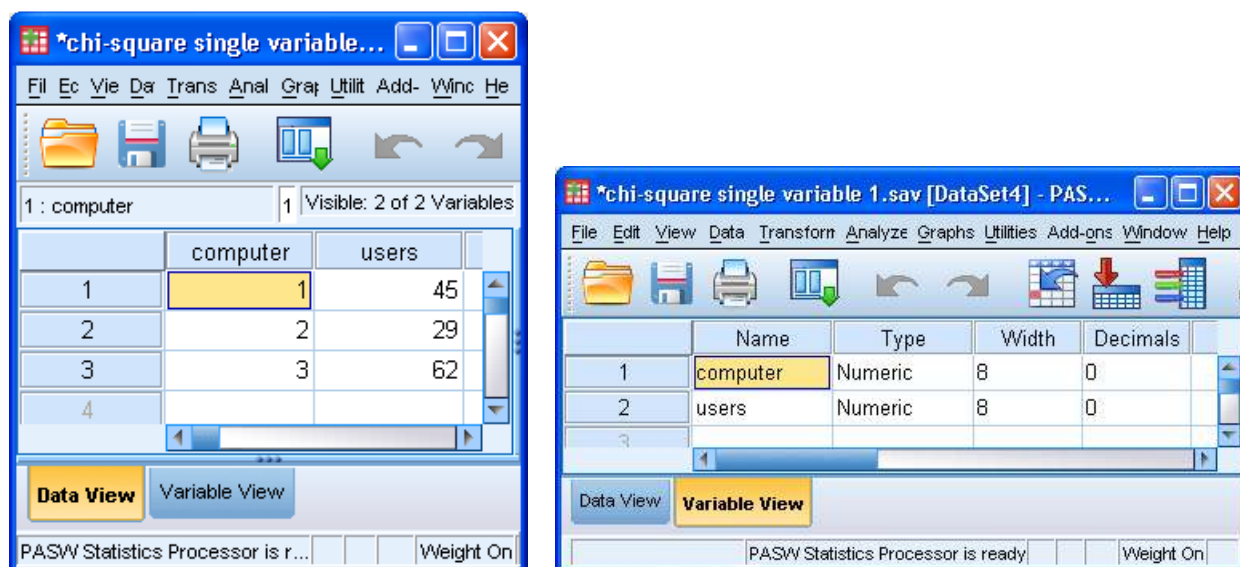 *chi-square single variable...
Fil Ec Vie Da Trans Anal Gra Utilit Add- Winc He
1 : computer 1 Visible: 2 of 2 Variables
computer users
1 1 45
2 2 29
3 3 62
4
Data View Variable View
PASW Statistics Processor is r... Weight On
*chi-square single variable 1.sav [DataSet4] - PAS...
File Edit View Data Transform Analyze Graphs Utilities Add-ons Window Help
Name Type Width Decimals
1 computer Numeric 8 0
2 users Numeric 8 0
3
Data View Variable View
PASW Statistics Processor is ready Weight On